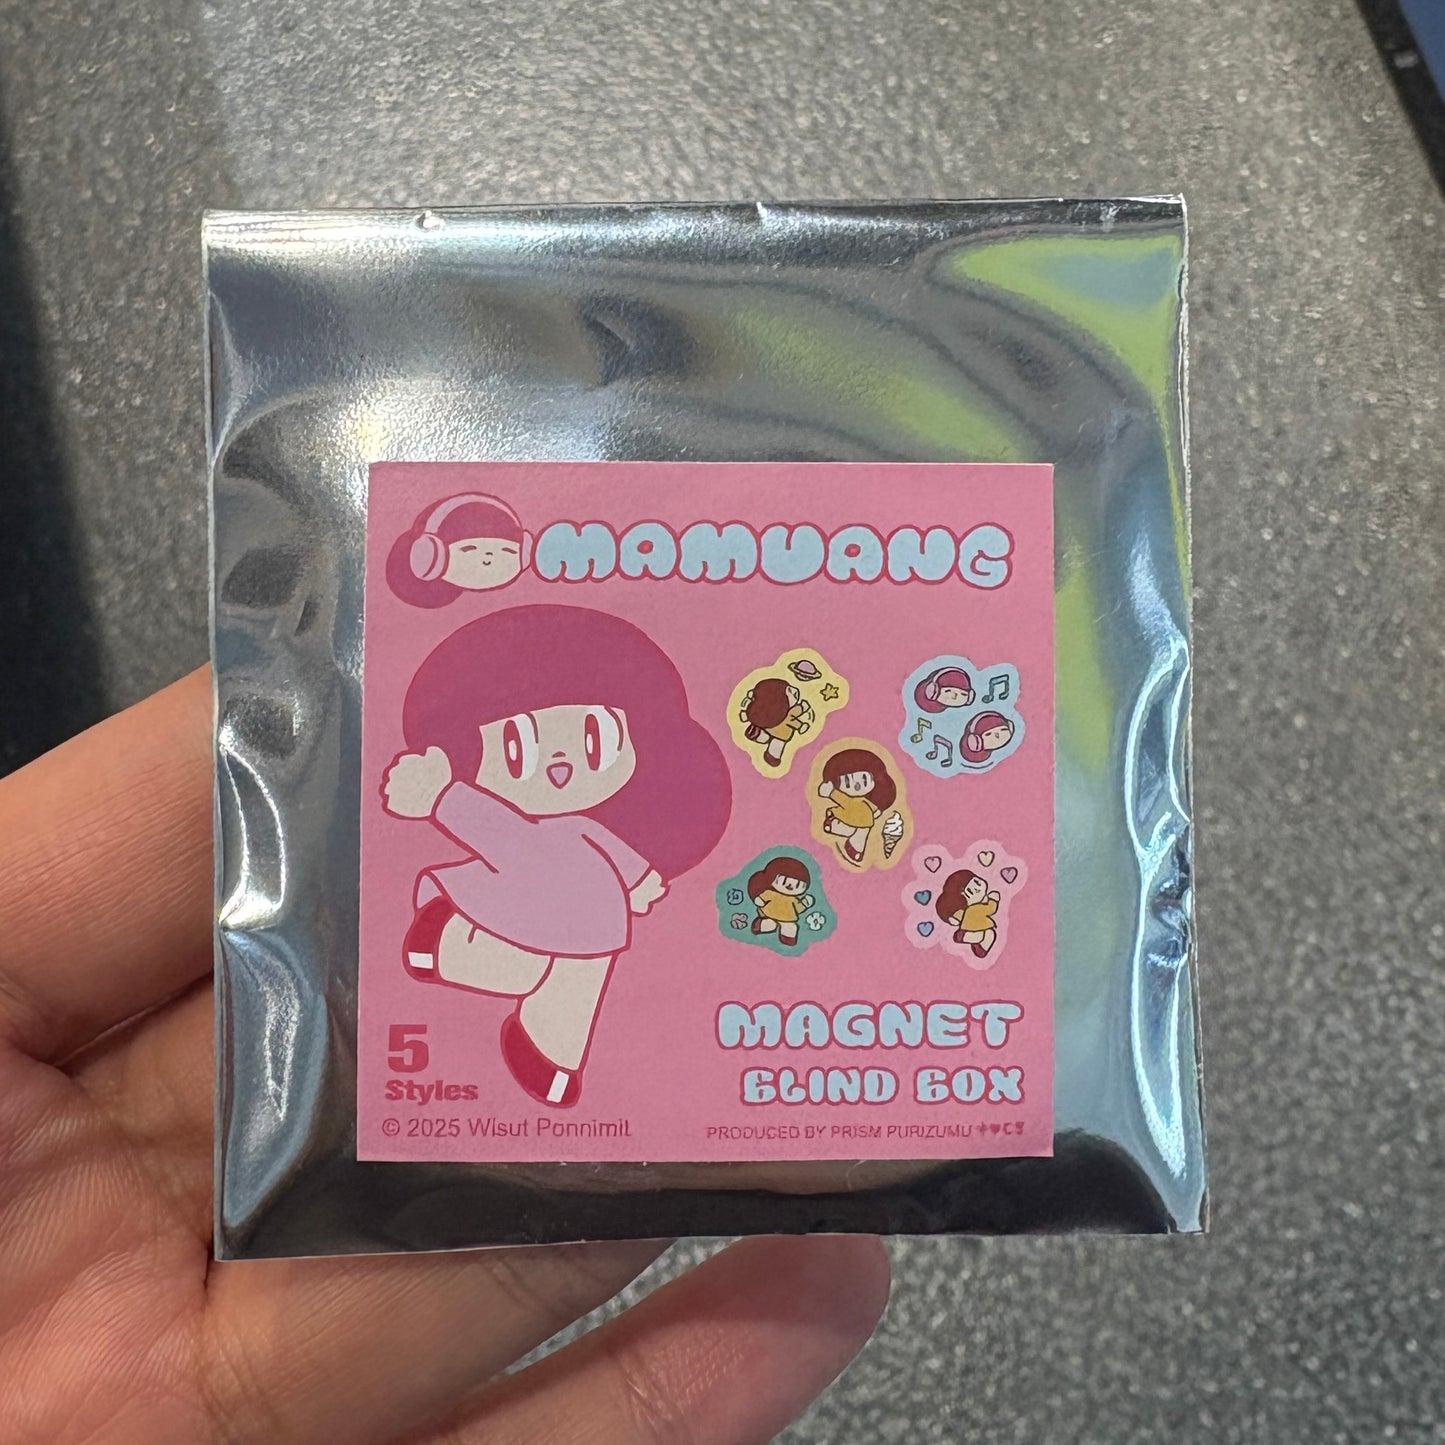 MAMUANG
MAGNET
BLIND BOX
5
Styles
© 2025 Wisut Ponnimit
PRODUCED BY PRISM PURIZUMU